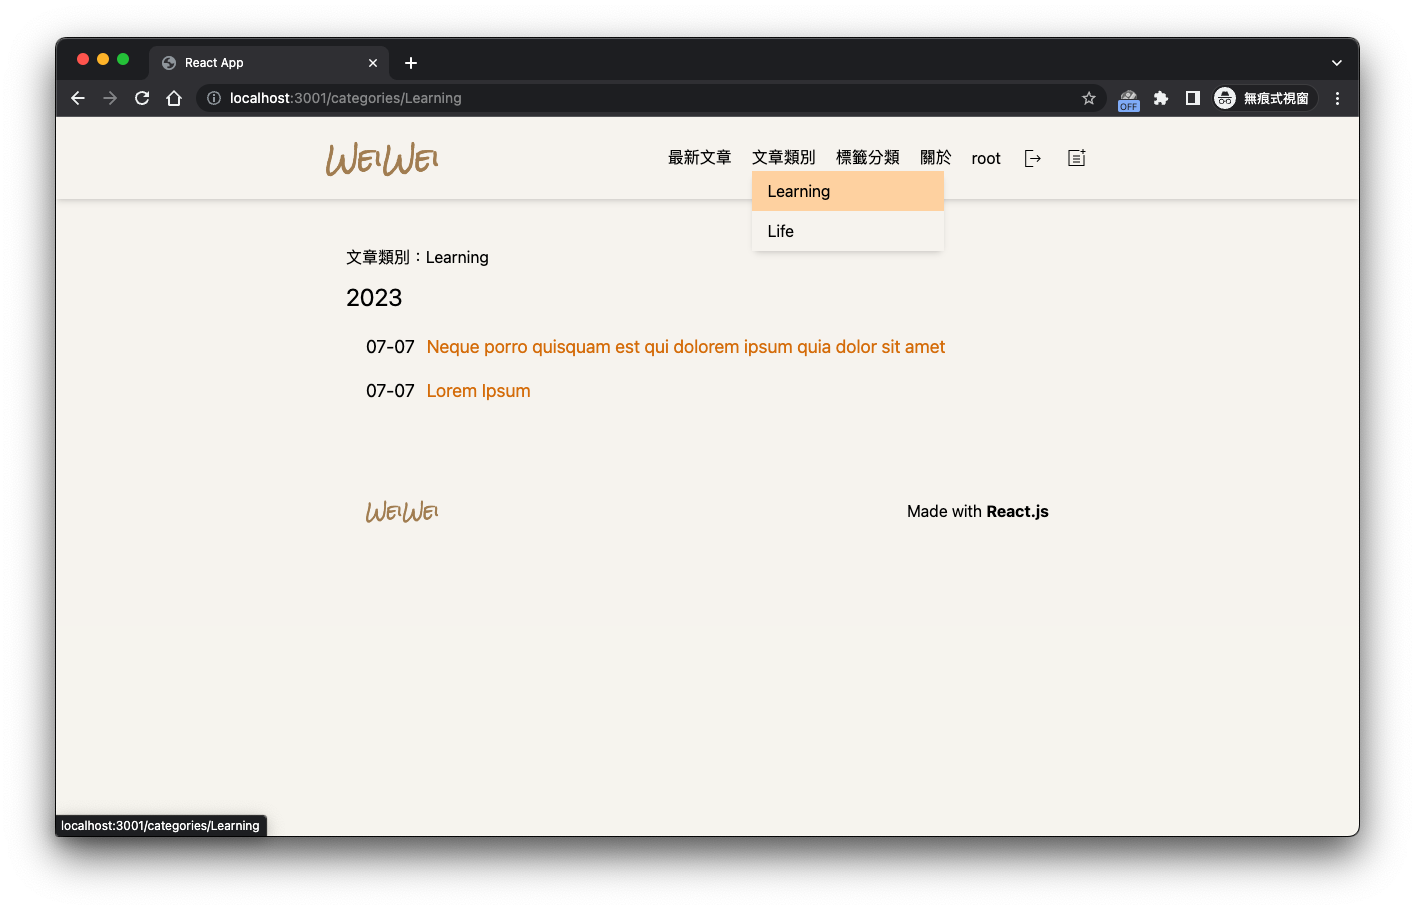 React App
localhost:3001/categories/Learning
OFF
無痕式視窗
WeiWei
最新文章 文章類別 標籤分類 關於 root
Learning
Life
文章類別：Learning
2023
07-07 Neque porro quisquam est qui dolorem ipsum quia dolor sit amet
07-07 Lorem Ipsum
WeiWei
Made with React.js
localhost:3001/categories/Learning